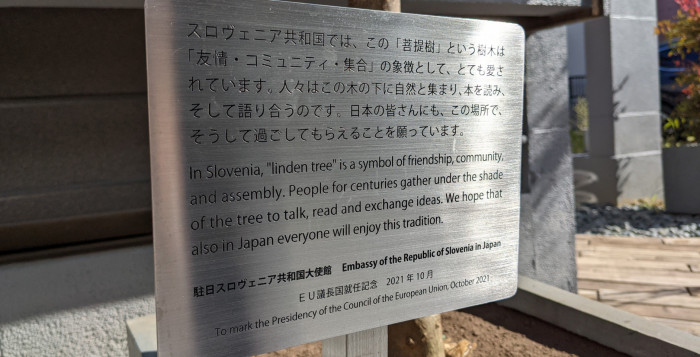 スロヴェニア共和国では、この「菩提樹」という樹木は
「友情・コミュニティ・集合」の象徴として、とても愛さ
れています。人々はこの木の下に自然と集まり、本を読み、
そして語り合うのです。日本の皆さんにも、この場所で、
そうして過ごしてもらえることを願っています。
In Slovenia, "linden tree" is a symbol of friendship, community,
and assembly. People for centuries gather under the shade
of the tree to talk, read and exchange ideas. We hope that
also in Japan everyone will enjoy this tradition.
駐日スロヴェニア共和国大使館 Embassy of the Republic of Slovenia in Japan
EU議長国就任記念 2021年10月
To mark the Presidency of the Council of the European Union, October 2021